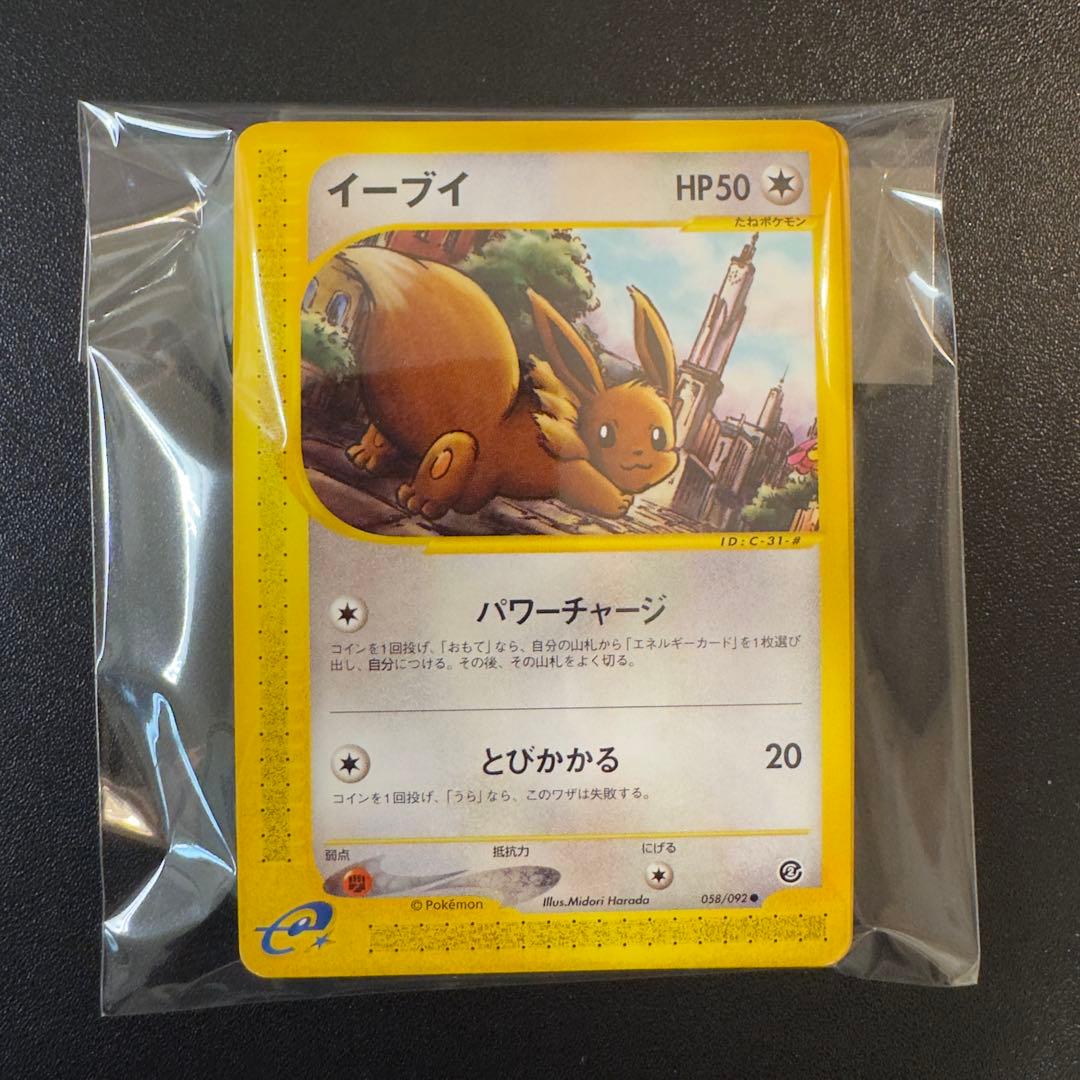 イーブイ
HP50
たねポケモン
ID:C-31-#
パワーチャージ
コインを1回投げ、「おもて」なら、自分の山札から「エネルギーカード」を1枚選び
出し、自分につける。その後、その山札をよく切る。
とびかかる 20
コインを1回投げ、「うら」なら、このワザは失敗する。
弱点 抵抗力 にげる
© Pokémon Illus.Midori Harada 058/092●
e